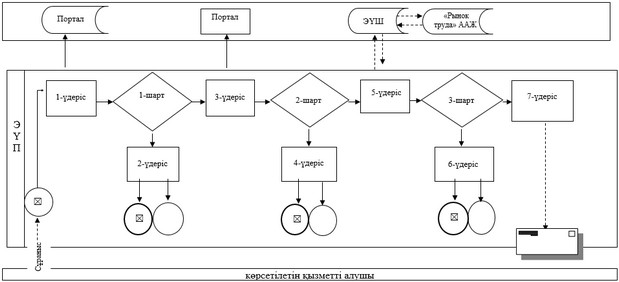 Портал
Портал
ЭҮШ
«Рынок
труда» ААЖ
Э
Ү
П
1-үдеріс
1-шарт
3-үдеріс
2-шарт
5-үдеріс
3-шарт
7-үдеріс
2-үдеріс
4-үдеріс
6-үдеріс
Сұраныс
көрсетілетін қызметті алушы